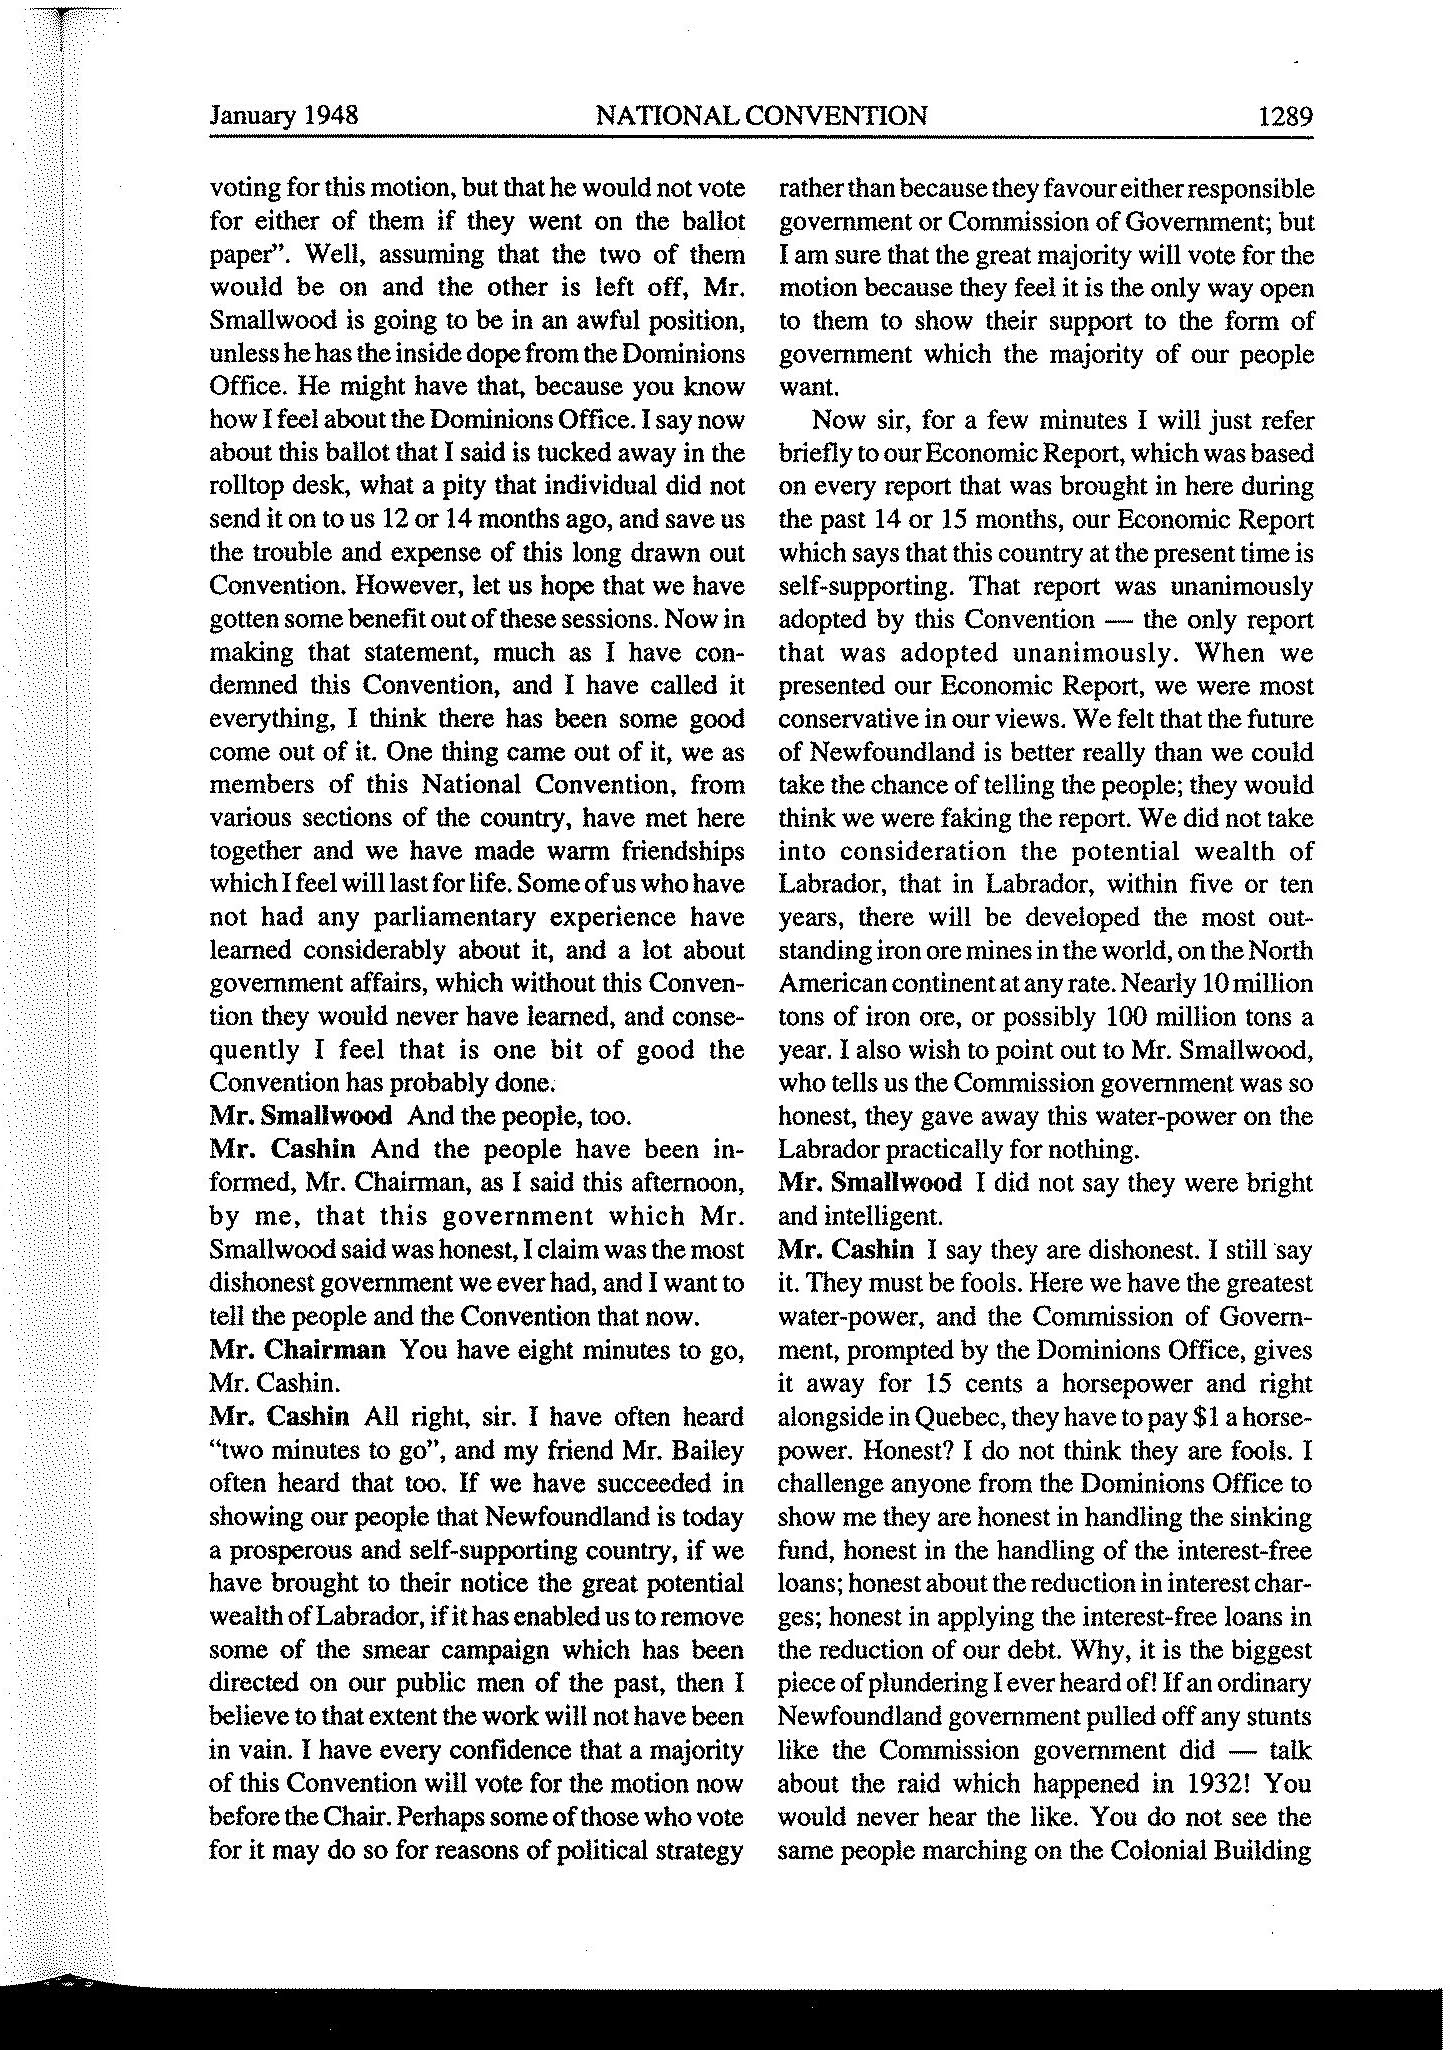 January 1948 NATIONAL CONVENTION 1289
voting for this motion, but that he would not vote
for either of them if they went on the ballot
paper". Well, assuming that the two of them
would be on and the other is left off, Mr.
Smallwood is going to be in an awful position,
unless he has the inside dope from the Dominions
Office. He might have that, because you know
how I feel about the Dominions Office. I say now
about this ballot that I said is tucked away in the
rolltop desk, what a pity that individual did not
send it on to us 12 or 14 months ago, and save us
the trouble and expense of this long drawn out
Convention. However, let us hope that we have
gotten some benefit out of these sessions. Now in
making that statement, much as I have con-
demned this Convention, and I have called it
everything, I think there has been some good
come out of it. One thing came out of it, we as
members of this National Convention, from
various sections of the country, have met here
together and we have made warm friendships
which I feel will last for life. Some of us who have
not had any parliamentary experience have
learned considerably about it, and a lot about
government affairs, which without this Conven-
tion they would never have learned, and conse-
quently I feel that is one bit of good the
Convention has probably done.
Mr. Smallwood And the people, too.
Mr. Cashin And the people have been in-
formed, Mr. Chairman, as I said this afternoon,
by me, that this government which Mr.
Smallwood said was honest, I claim was the most
dishonest government we ever had, and I want to
tell the people and the Convention that now.
Mr. Chairman You have eight minutes to go,
Mr. Cashin.
Mr. Cashin All right, sir. I have often heard
"two minutes to go", and my friend Mr. Bailey
often heard that too. If we have succeeded in
showing our people that Newfoundland is today
a prosperous and self-supporting country, if we
have brought to their notice the great potential
wealth of Labrador, if it has enabled us to remove
some of the smear campaign which has been
directed on our public men of the past, then I
believe to that extent the work will not have been
in vain. I have every confidence that a majority
of this Convention will vote for the motion now
before the Chair. Perhaps some of those who vote
for it may do so for reasons of political strategy
rather than because they favour either responsible
government or Commission of Government; but
I am sure that the great majority will vote for the
motion because they feel it is the only way open
to them to show their support to the form of
government which the majority of our people
want.
Now sir, for a few minutes I will just refer
briefly to our Economic Report, which was based
on every report that was brought in here during
the past 14 or 15 months, our Economic Report
which says that this country at the present time is
self-supporting. That report was unanimously
adopted by this Convention — the only report
that was adopted unanimously. When we
presented our Economic Report, we were most
conservative in our views. We felt that the future
of Newfoundland is better really than we could
take the chance of telling the people; they would
think we were faking the report. We did not take
into consideration the potential wealth of
Labrador, that in Labrador, within five or ten
years, there will be developed the most out-
standing iron ore mines in the world, on the North
American continent at any rate. Nearly 10 million
tons of iron ore, or possibly 100 million tons a
year. I also wish to point out to Mr. Smallwood,
who tells us the Commission government was so
honest, they gave away this water-power on the
Labrador practically for nothing.
Mr. Smallwood I did not say they were bright
and intelligent.
Mr. Cashin I say they are dishonest. I still say
it. They must be fools. Here we have the greatest
water-power, and the Commission of Govern-
ment, prompted by the Dominions Office, gives
it away for 15 cents a horsepower and right
alongside in Quebec, they have to pay $1 a horse-
power. Honest? I do not think they are fools. I
challenge anyone from the Dominions Office to
show me they are honest in handling the sinking
fund, honest in the handling of the interest-free
loans; honest about the reduction in interest char-
ges; honest in applying the interest-free loans in
the reduction of our debt. Why, it is the biggest
piece of plundering I ever heard of! If an ordinary
Newfoundland government pulled off any stunts
like the Commission government did — talk
about the raid which happened in 1932! You
would never hear the like. You do not see the
same people marching on the Colonial Building